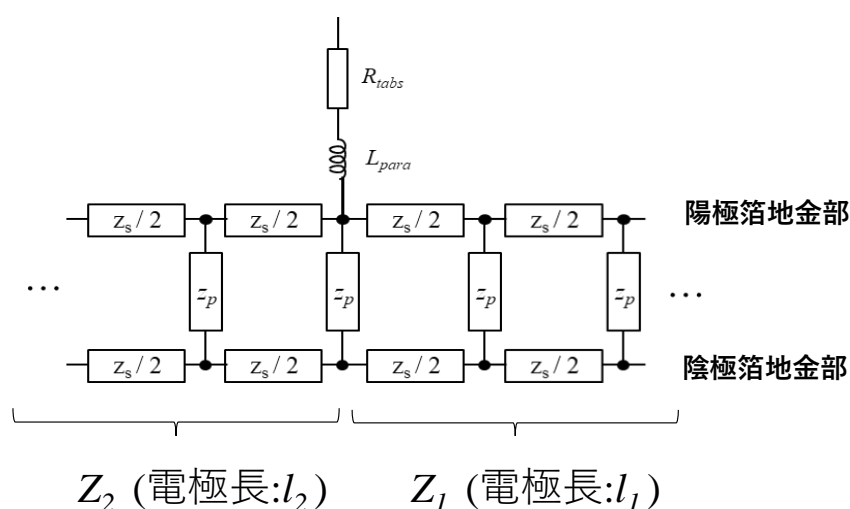 R_tabs
L_para
z_s / 2 z_s / 2 z_s / 2 z_s / 2 陽極箔地金部
… z_p z_p z_p z_p …
z_s / 2 z_s / 2 z_s / 2 z_s / 2 陰極箔地金部
Z_2 (電極長:l_2) Z_1 (電極長:l_1)